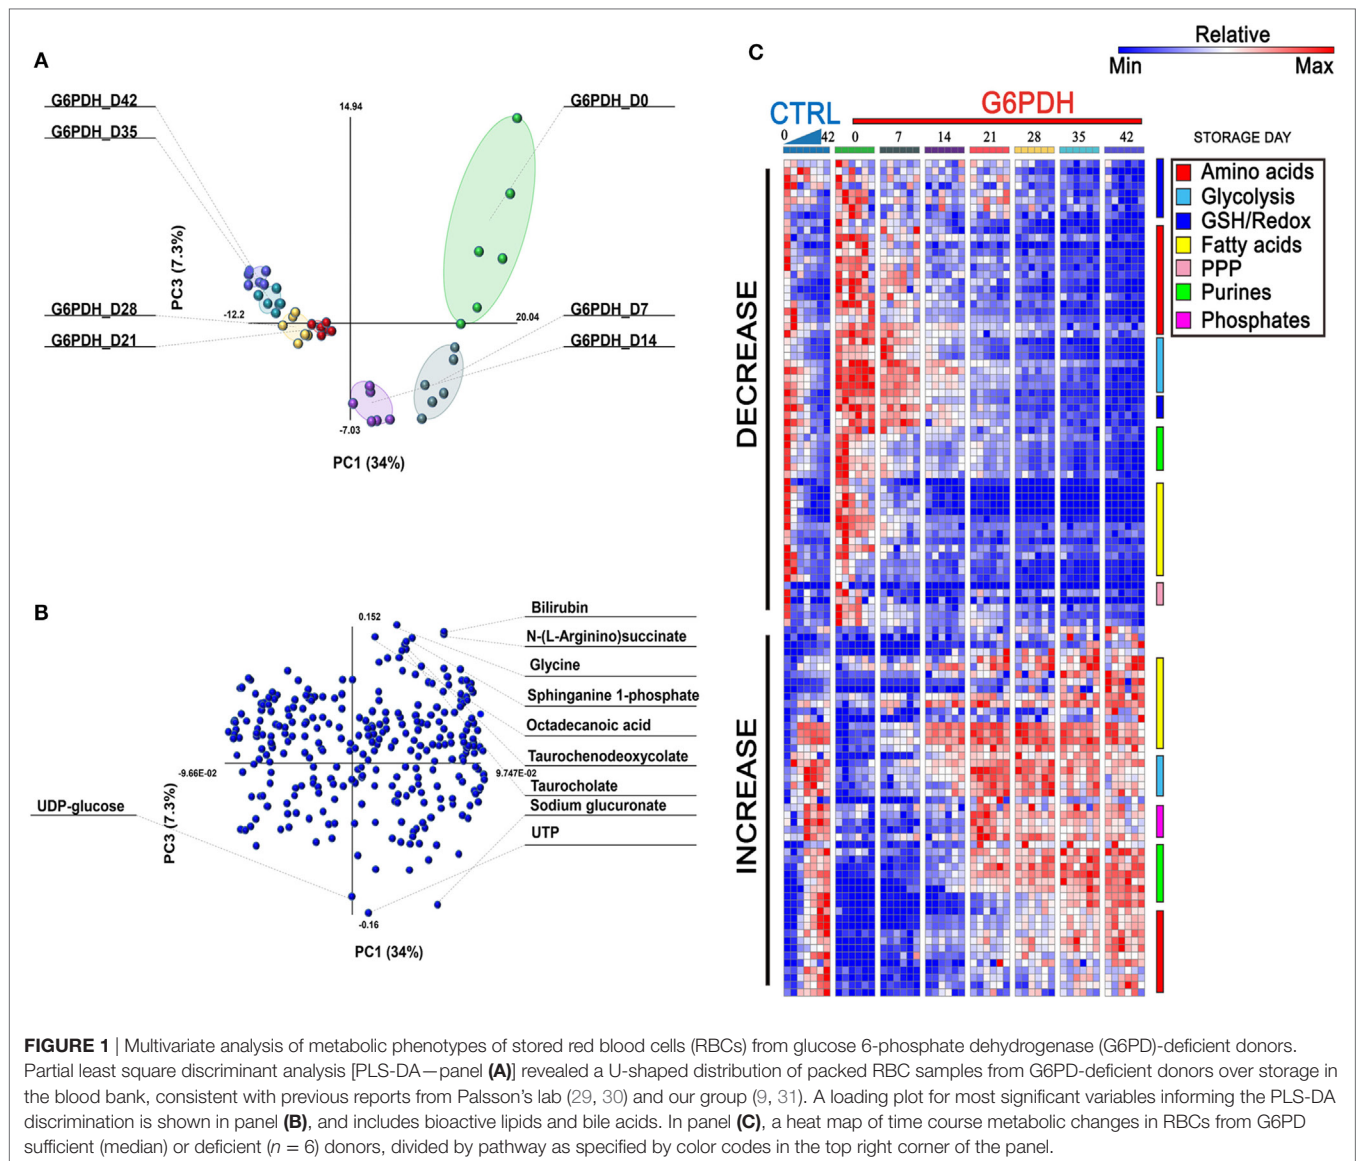 A
G6PDH_D42
G6PDH_D35
G6PDH_D28
G6PDH_D21
14.94
G6PDH_D0
PC3 (7.3%)
-12.2
20.04
G6PDH_D7
G6PDH_D14
-7.03
PC1 (34%)
B
0.152
Bilirubin
N-(L-Arginino)succinate
Glycine
Sphinganine 1-phosphate
Octadecanoic acid
Taurochenodeoxycolate
Taurocholate
Sodium glucuronate
UTP
-9.66E-02
9.747E-02
UDP-glucose
PC3 (7.3%)
-0.16
PC1 (34%)
C
Relative
Min Max
CTRL G6PDH
0 42 0 7 14 21 28 35 42 STORAGE DAY
DECREASE
INCREASE
Amino acids
Glycolysis
GSH/Redox
Fatty acids
PPP
Purines
Phosphates
FIGURE 1 | Multivariate analysis of metabolic phenotypes of stored red blood cells (RBCs) from glucose 6-phosphate dehydrogenase (G6PD)-deficient donors.
Partial least square discriminant analysis [PLS-DA—panel (A)] revealed a U-shaped distribution of packed RBC samples from G6PD-deficient donors over storage in
the blood bank, consistent with previous reports from Palsson's lab (29, 30) and our group (9, 31). A loading plot for most significant variables informing the PLS-DA
discrimination is shown in panel (B), and includes bioactive lipids and bile acids. In panel (C), a heat map of time course metabolic changes in RBCs from G6PD
sufficient (median) or deficient (n = 6) donors, divided by pathway as specified by color codes in the top right corner of the panel.